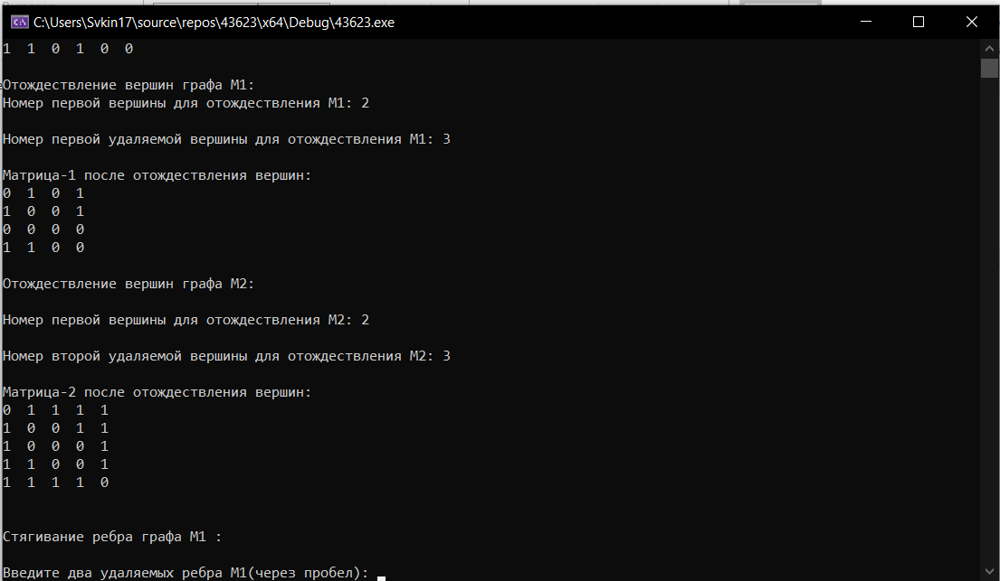 C:\Users\Svkin17\source\repos\43623\x64\Debug\43623.exe
1 1 0 1 0 0
Отождествление вершин графа M1:
Номер первой вершины для отождествления M1: 2
Номер первой удаляемой вершины для отождествления M1: 3
Матрица-1 после отождествления вершин:
0 1 0 1
1 0 0 1
0 0 0 0
1 1 0 0
Отождествление вершин графа M2:
Номер первой вершины для отождествления M2: 2
Номер второй удаляемой вершины для отождествления M2: 3
Матрица-2 после отождествления вершин:
0 1 1 1 1
1 0 0 1 1
1 0 0 0 1
1 1 0 0 1
1 1 1 1 0
Стягивание ребра графа M1 :
Введите два удаляемых ребра M1(через пробел):